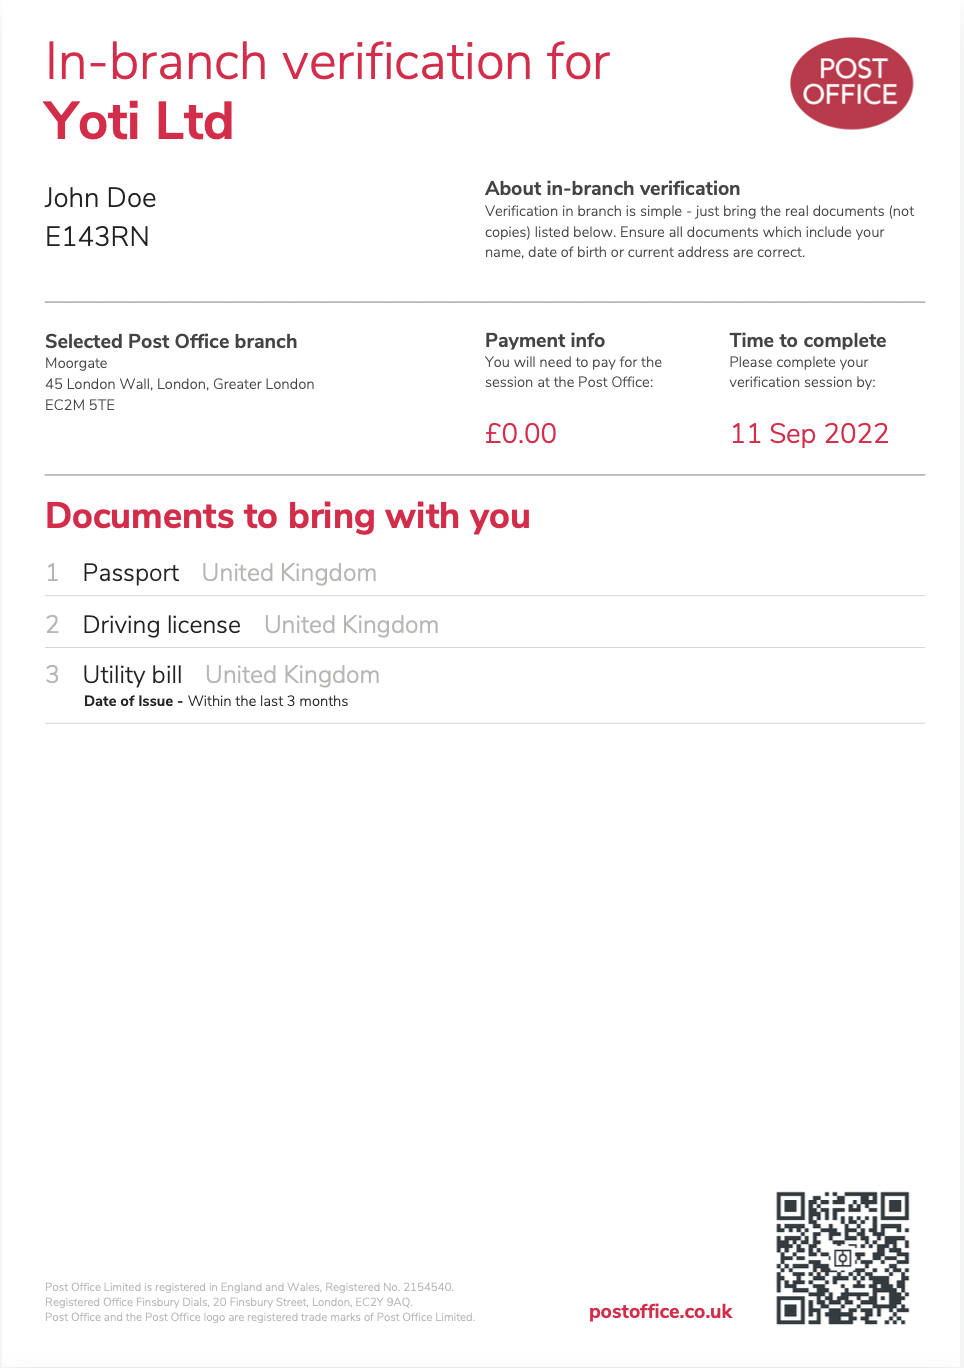 In-branch verification for
Yoti Ltd
POST
OFFICE
John Doe
E143RN
About in-branch verification
Verification in branch is simple - just bring the real documents (not
copies) listed below. Ensure all documents which include your
name, date of birth or current address are correct.
Selected Post Office branch
Moorgate
45 London Wall, London, Greater London
EC2M 5TE
Payment info
You will need to pay for the
session at the Post Office:
£0.00
Time to complete
Please complete your
verification session by:
11 Sep 2022
Documents to bring with you
1 Passport United Kingdom
2 Driving license United Kingdom
3 Utility bill United Kingdom
Date of Issue - Within the last 3 months
Post Office Limited is registered in England and Wales, Registered No. 2154540.
Registered Office Finsbury Dials, 20 Finsbury Street, London, EC2Y 9AQ.
Post Office and the Post Office logo are registered trade marks of Post Office Limited.
postoffice.co.uk